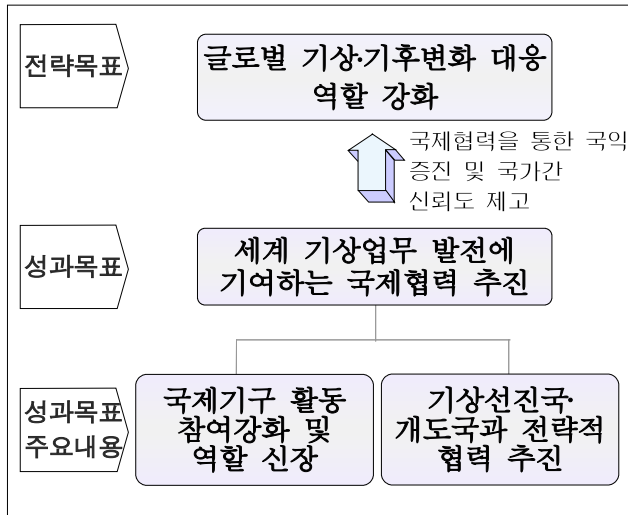 전략목표
글로벌 기상·기후변화 대응
역할 강화
국제협력을 통한 국익
증진 및 국가간
신뢰도 제고
성과목표
세계 기상업무 발전에
기여하는 국제협력 추진
성과목표
주요내용
국제기구 활동
참여강화 및
역할 신장
기상선진국·
개도국과 전략적
협력 추진